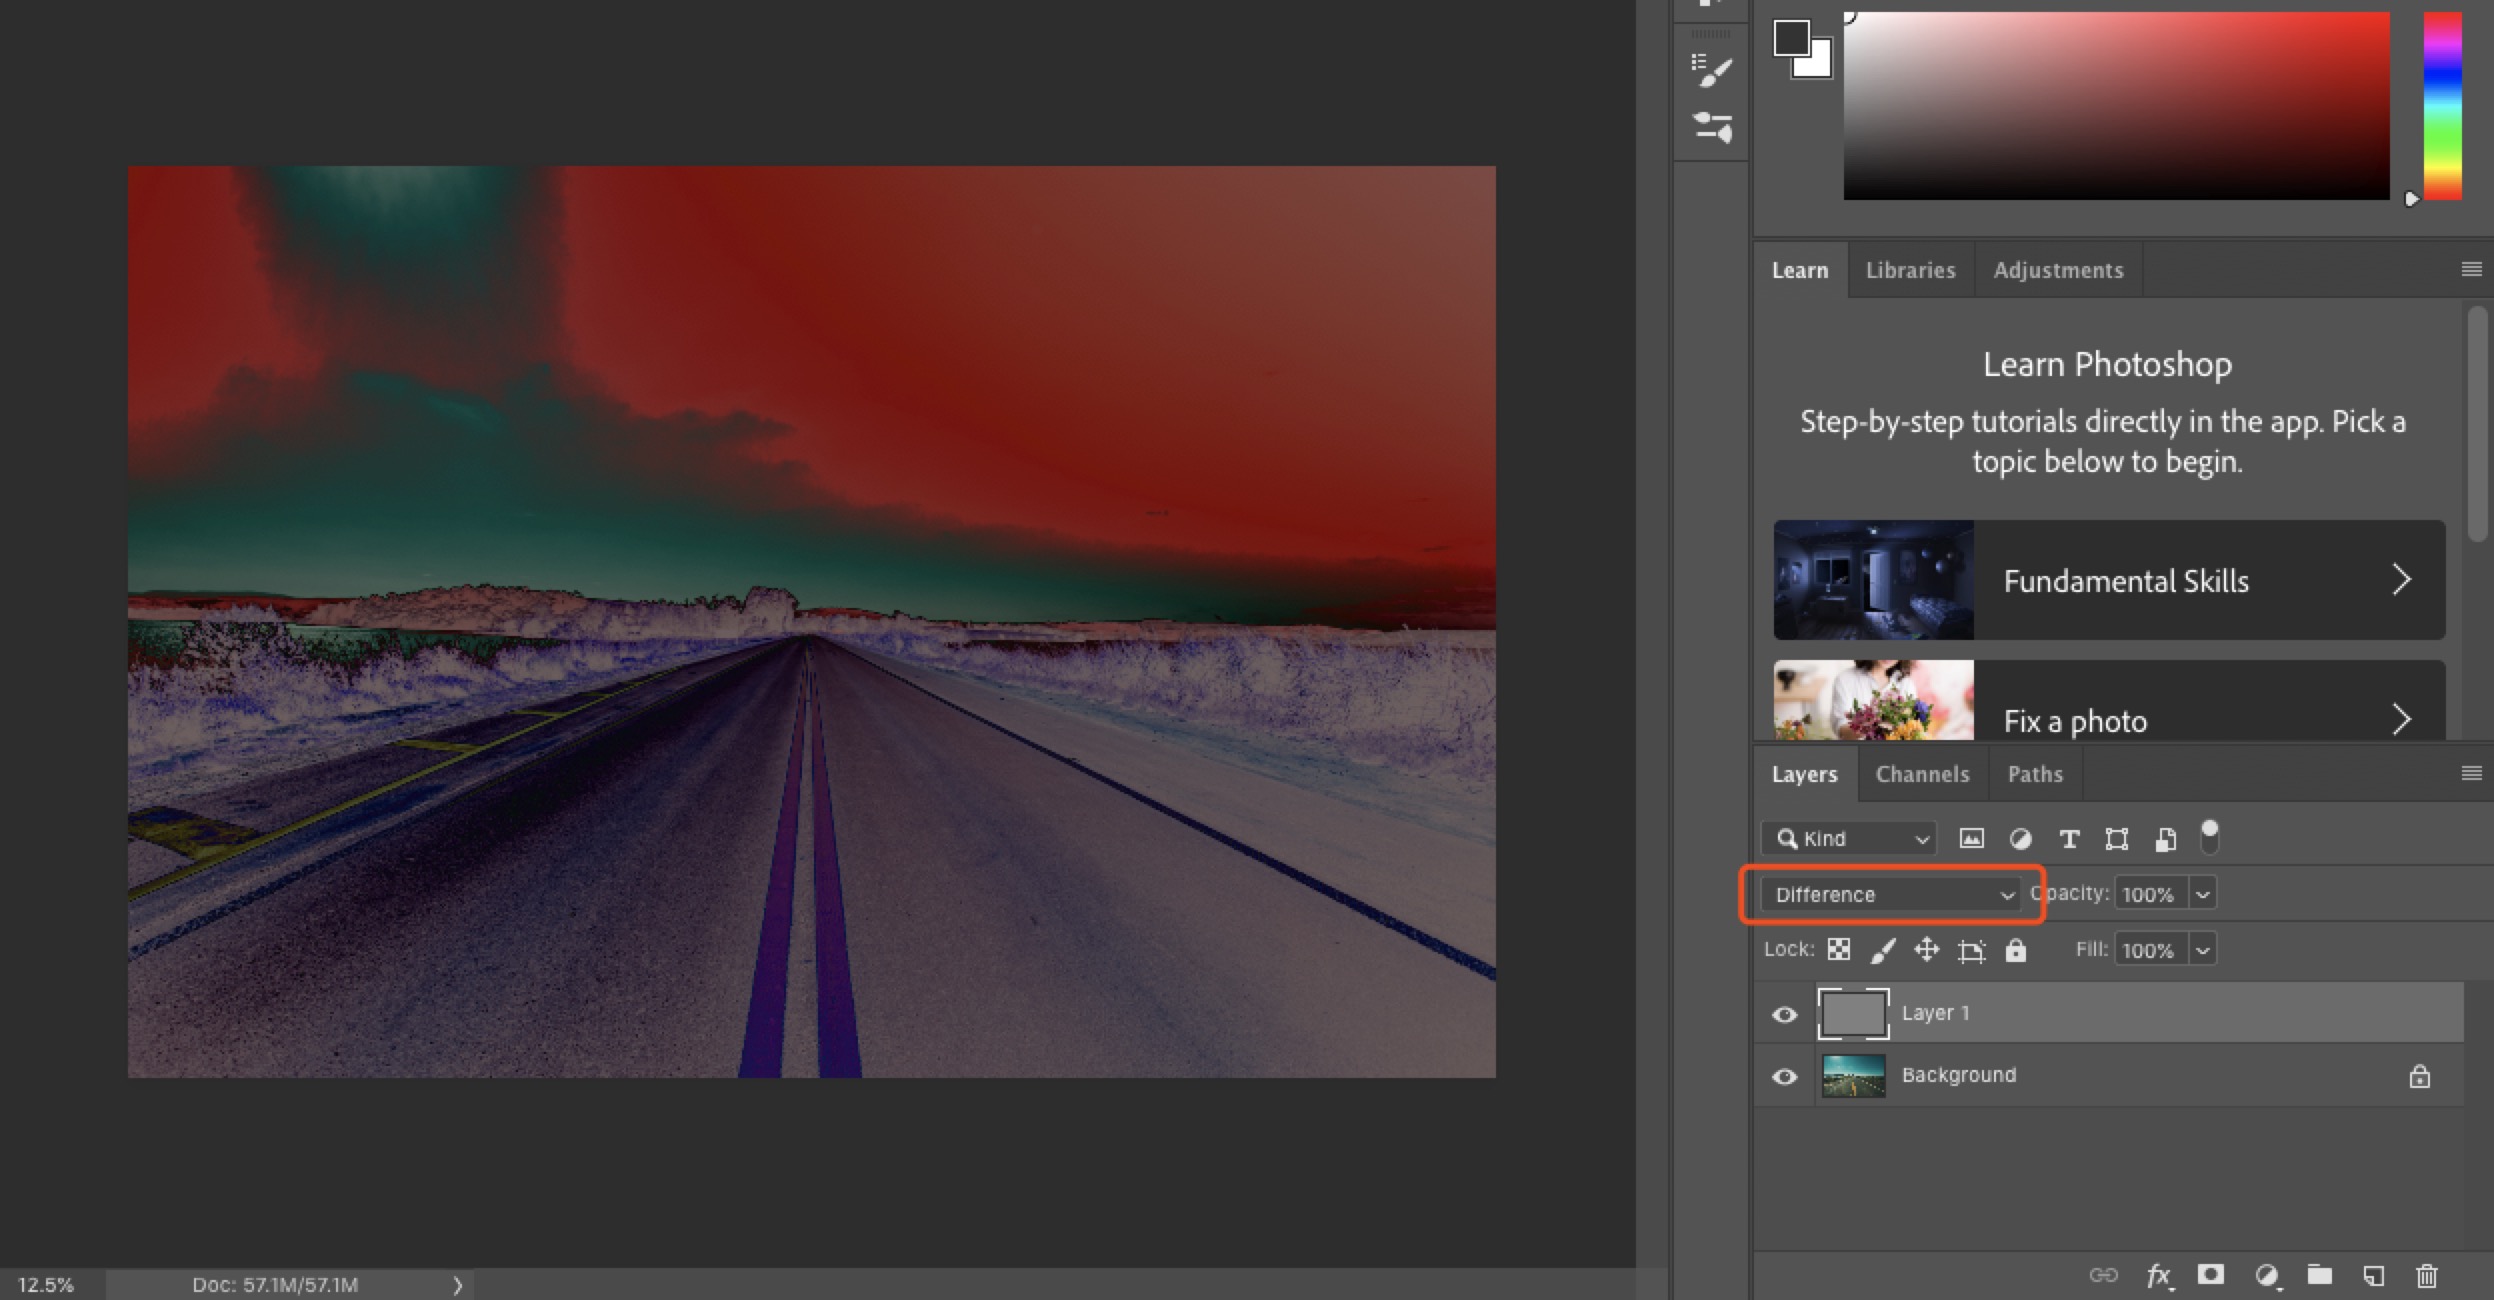 Learn
Libraries
Adjustments
Learn Photoshop
Step-by-step tutorials directly in the app. Pick a
topic below to begin.
Fundamental Skills
Fix a photo
Layers
Channels
Paths
Kind
Difference
Opacity: 100%
Lock:
Fill: 100%
Layer 1
Background
fx
12.5%
Doc: 57.1M/57.1M